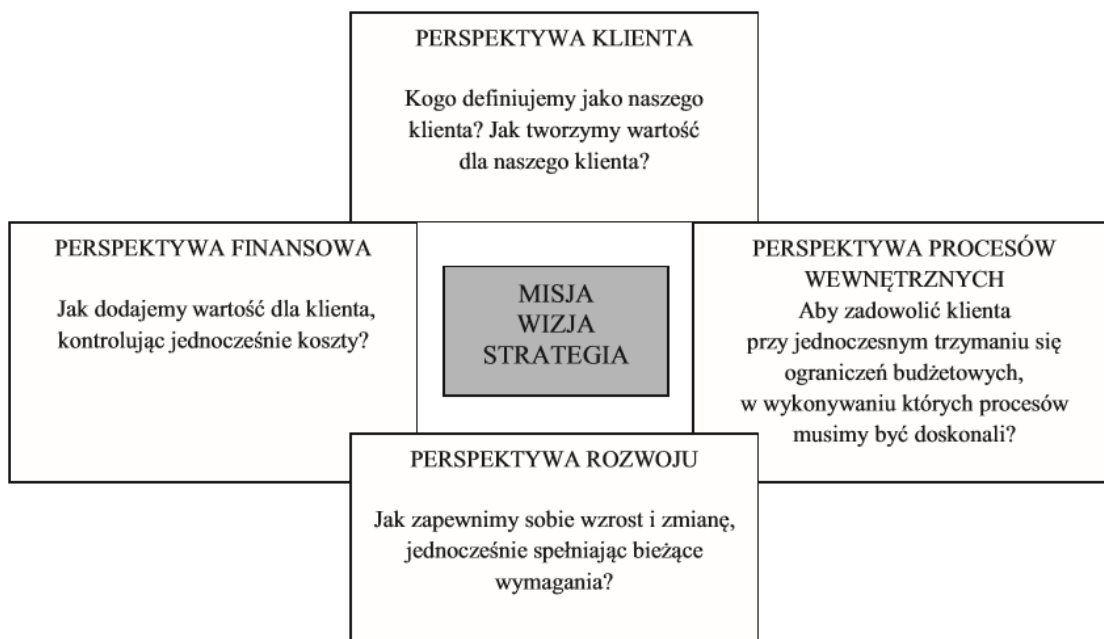 PERSPEKTYWA KLIENTA
Kogo definiujemy jako naszego
klienta? Jak tworzymy wartość
dla naszego klienta?
PERSPEKTYWA FINANSOWA
Jak dodajemy wartość dla klienta,
kontrolując jednocześnie koszty?
MISJA
WIZJA
STRATEGIA
PERSPEKTYWA PROCESÓW
WEWNĘTRZNYCH
Aby zadowolić klienta
przy jednoczesnym trzymaniu się
ograniczeń budżetowych,
w wykonywaniu których procesów
musimy być doskonali?
PERSPEKTYWA ROZWOJU
Jak zapewnimy sobie wzrost i zmianę,
jednocześnie spełniając bieżące
wymagania?